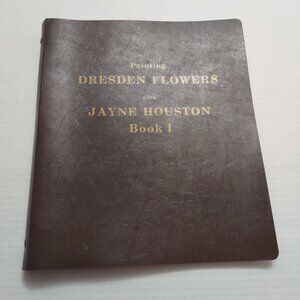 Painting
DRESDEN FLOWERS
with
JAYNE HOUSTON
Book I